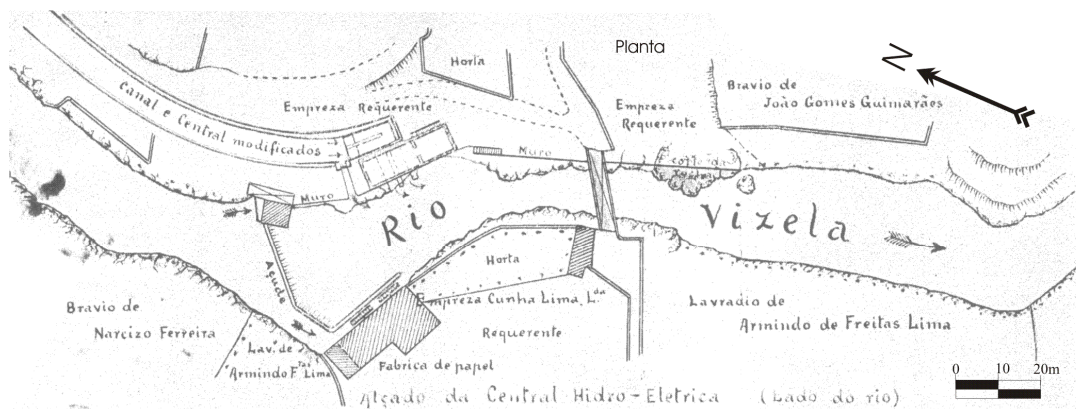 Planta
N
Horta
Canal e Central modificados
Empreza Requerente
Empreza
Requerente
Bravio de
João Gomes Guimarães
Muro
Muro
Rio
Vizela
Açude
Horta
Empreza Cunha Lima, L.da
Requerente
Bravio de
Narcizo Ferreira
Lav. de
Armindo F.tas Lima
Fabrica de papel
Lavradio de
Armindo de Freitas Lima
0 10 20m
Alçado da Central Hidro-Eletrica (Lado do rio)